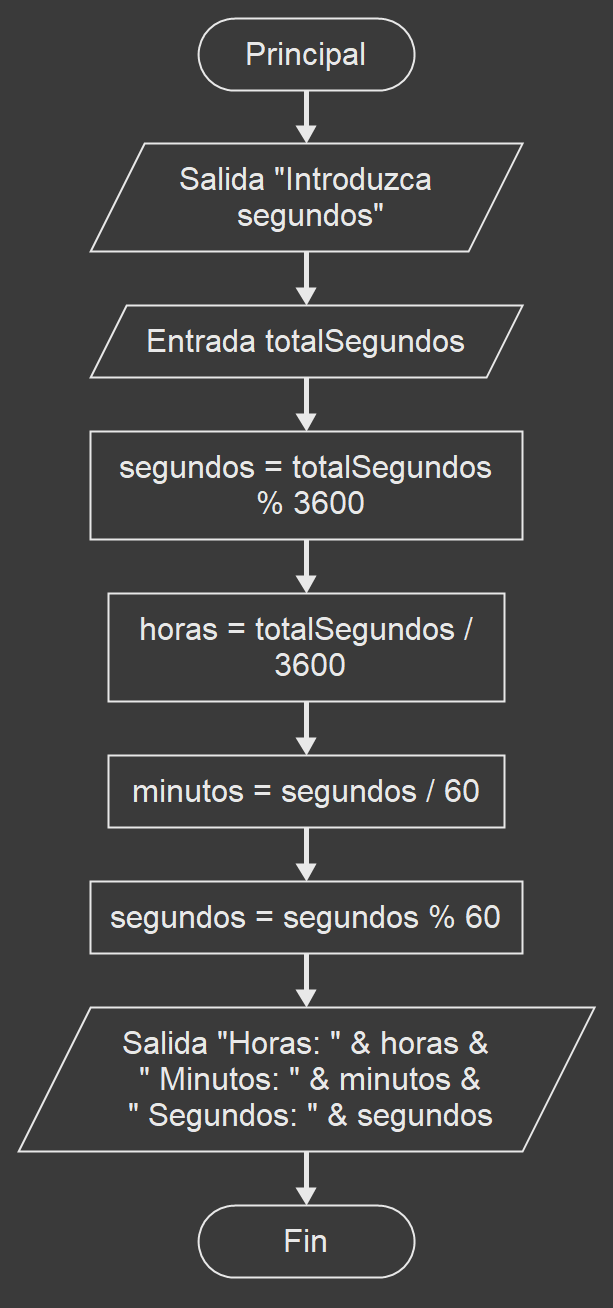 Principal
Salida "Introduzca
segundos"
Entrada totalSegundos
segundos = totalSegundos
% 3600
horas = totalSegundos /
3600
minutos = segundos / 60
segundos = segundos % 60
Salida "Horas: " & horas &
" Minutos: " & minutos &
" Segundos: " & segundos
Fin